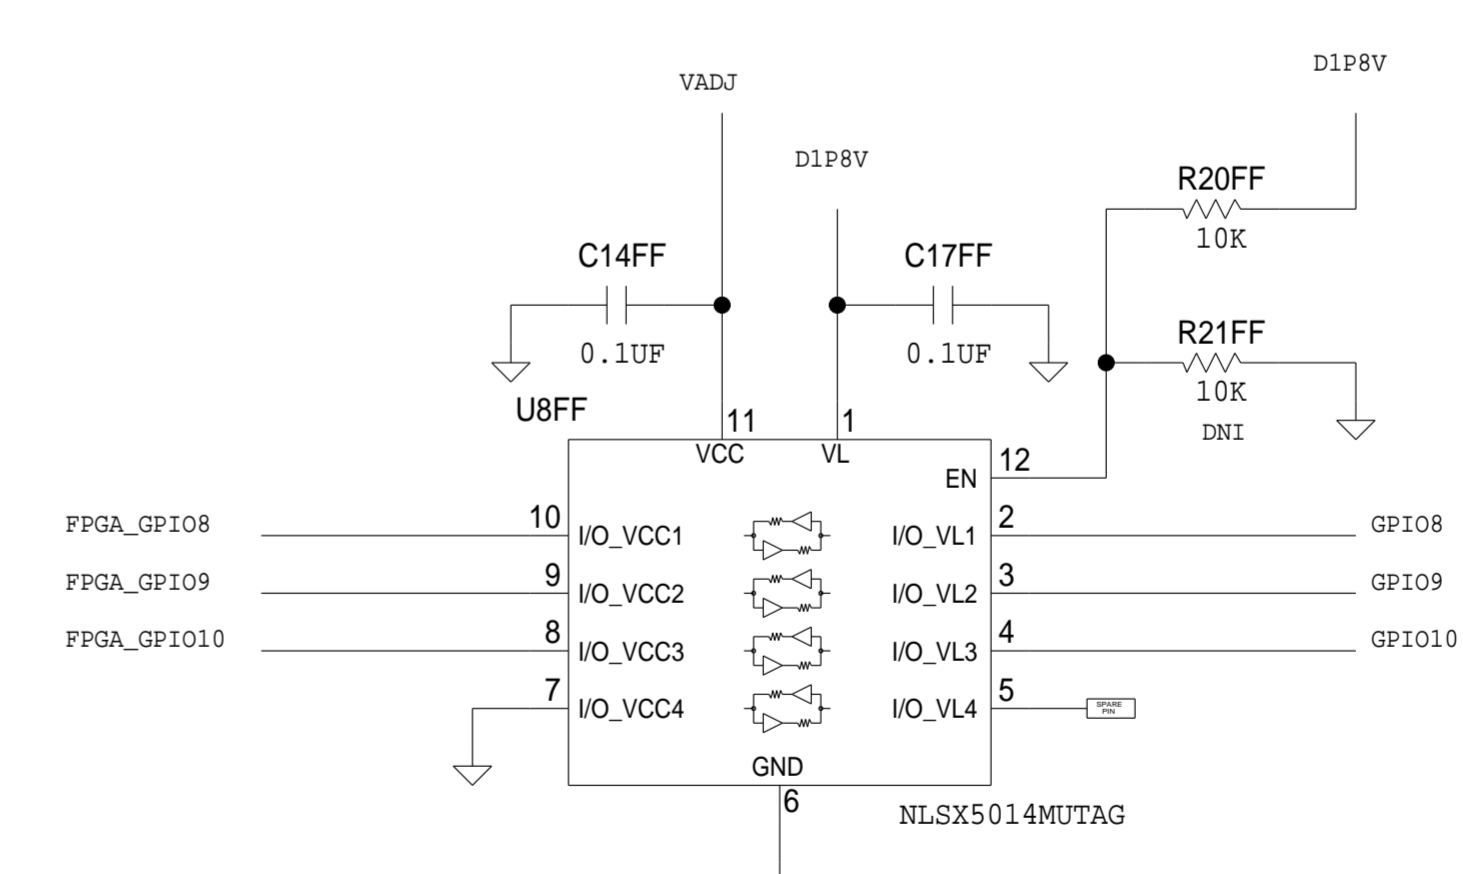 D1P8V
VADJ
D1P8V
R20FF
10K
C14FF
C17FF
0.1UF
0.1UF
R21FF
10K
DNI
U8FF
11
1
VCC
VL
12
EN
FPGA_GPIO8
10
I/O_VCC1
I/O_VL1
2
GPIO8
FPGA_GPIO9
9
I/O_VCC2
I/O_VL2
3
GPIO9
FPGA_GPIO10
8
I/O_VCC3
I/O_VL3
4
GPIO10
7
I/O_VCC4
I/O_VL4
5
SPARE
PIN
GND
6
NLSX5014MUTAG